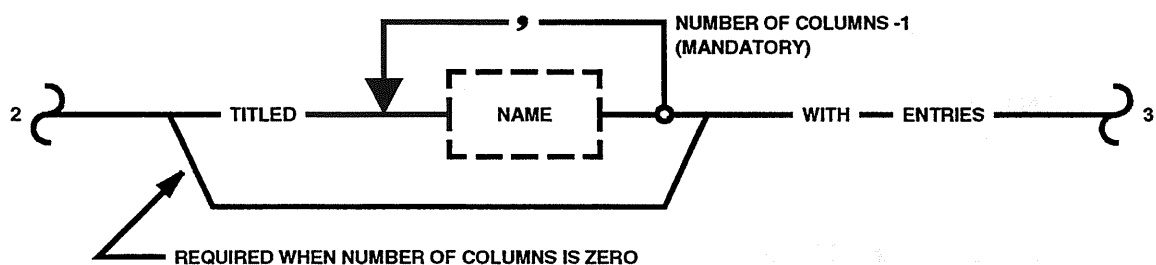 ,
NUMBER OF COLUMNS -1
(MANDATORY)
2 TITLED NAME WITH ENTRIES 3
REQUIRED WHEN NUMBER OF COLUMNS IS ZERO